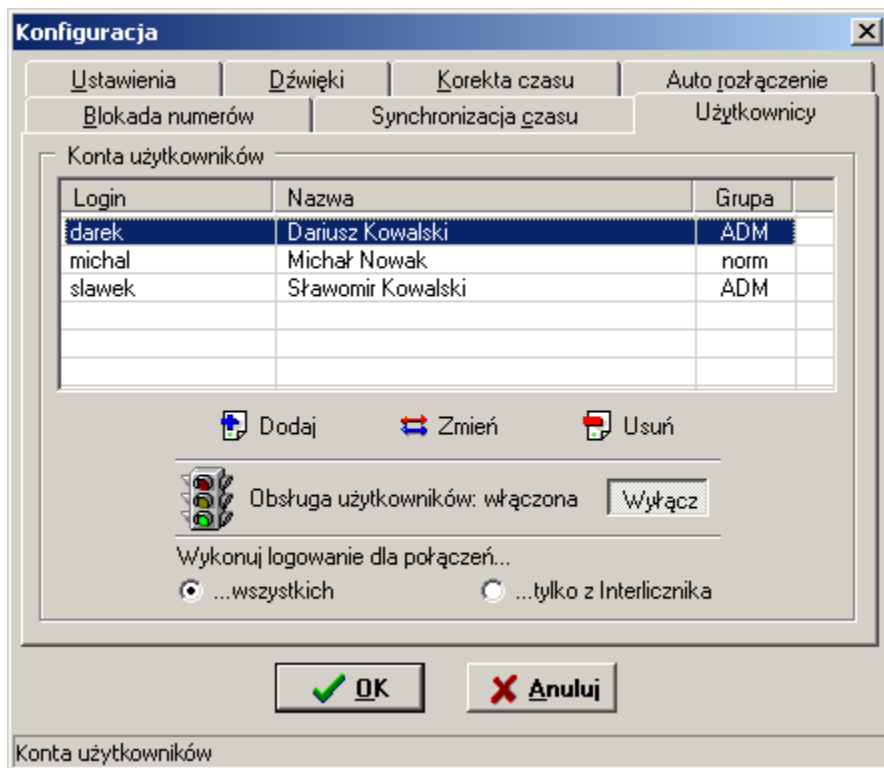 Konfiguracja
Ustawienia Dźwięki Korekta czasu Auto rozłączenie
Blokada numerów Synchronizacja czasu Użytkownicy
Konta użytkowników
Login Nazwa Grupa
darek Dariusz Kowalski ADM
michal Michał Nowak norm
slawek Sławomir Kowalski ADM
Dodaj Zmień Usuń
Obsługa użytkowników: włączona Wyłącz
Wykonuj logowanie dla połączeń...
...wszystkich ...tylko z Interlicznika
OK Anuluj
Konta użytkowników